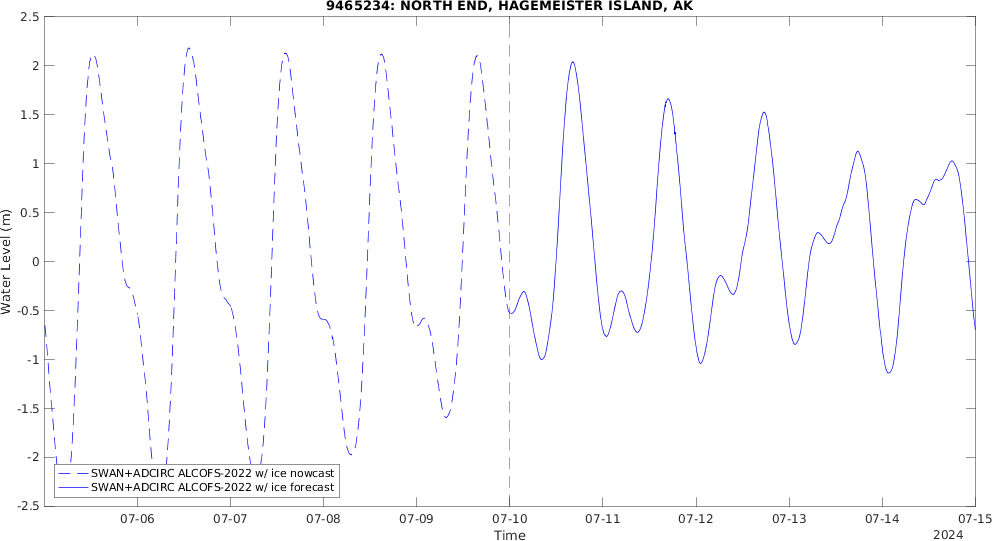 9465234: NORTH END, HAGEMEISTER ISLAND, AK
2.5
2
1.5
1
0.5
0
-0.5
-1
-1.5
-2
-2.5
Water Level (m)
SWAN+ADCIRC ALCOFS-2022 w/ ice nowcast
SWAN+ADCIRC ALCOFS-2022 w/ ice forecast
07-06 07-07 07-08 07-09 07-10 07-11 07-12 07-13 07-14 07-15
Time
2024